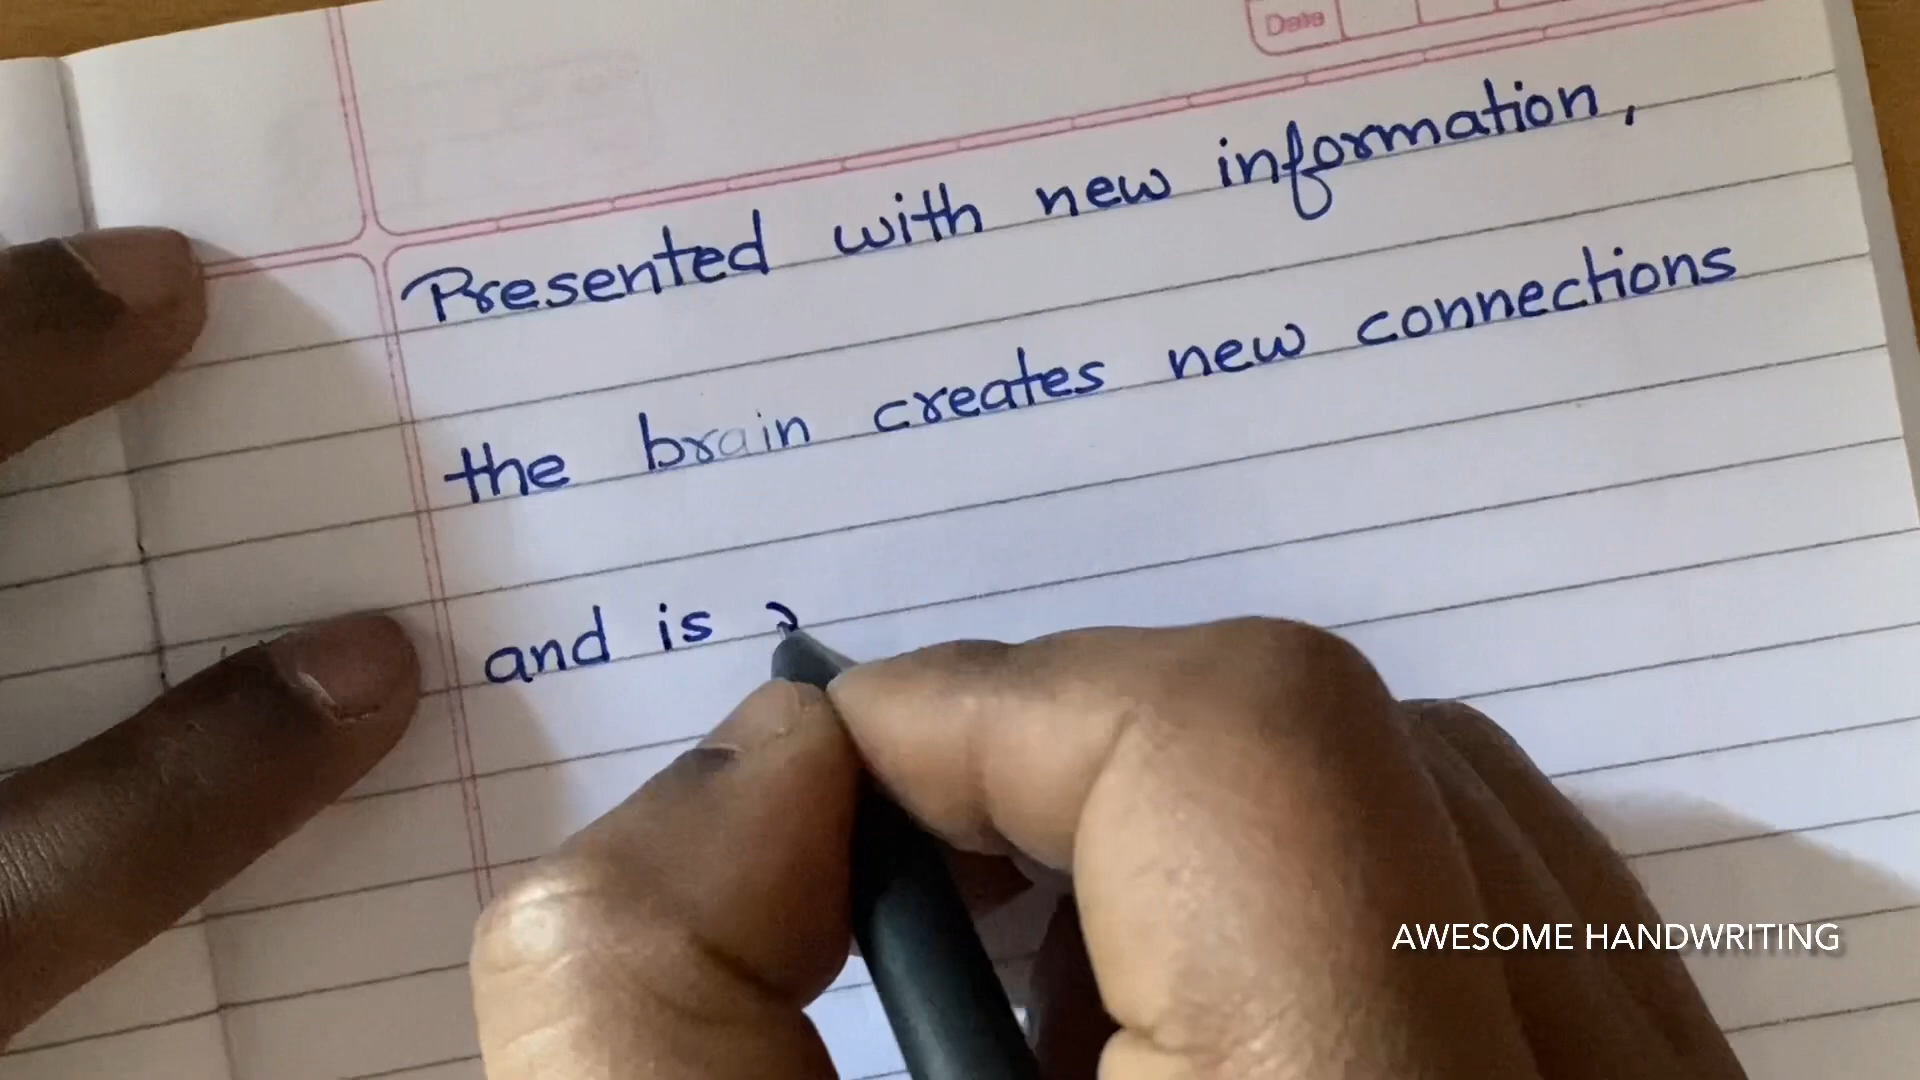 Date
Presented with new information,
the brain creates new connections
and is
AWESOME HANDWRITING